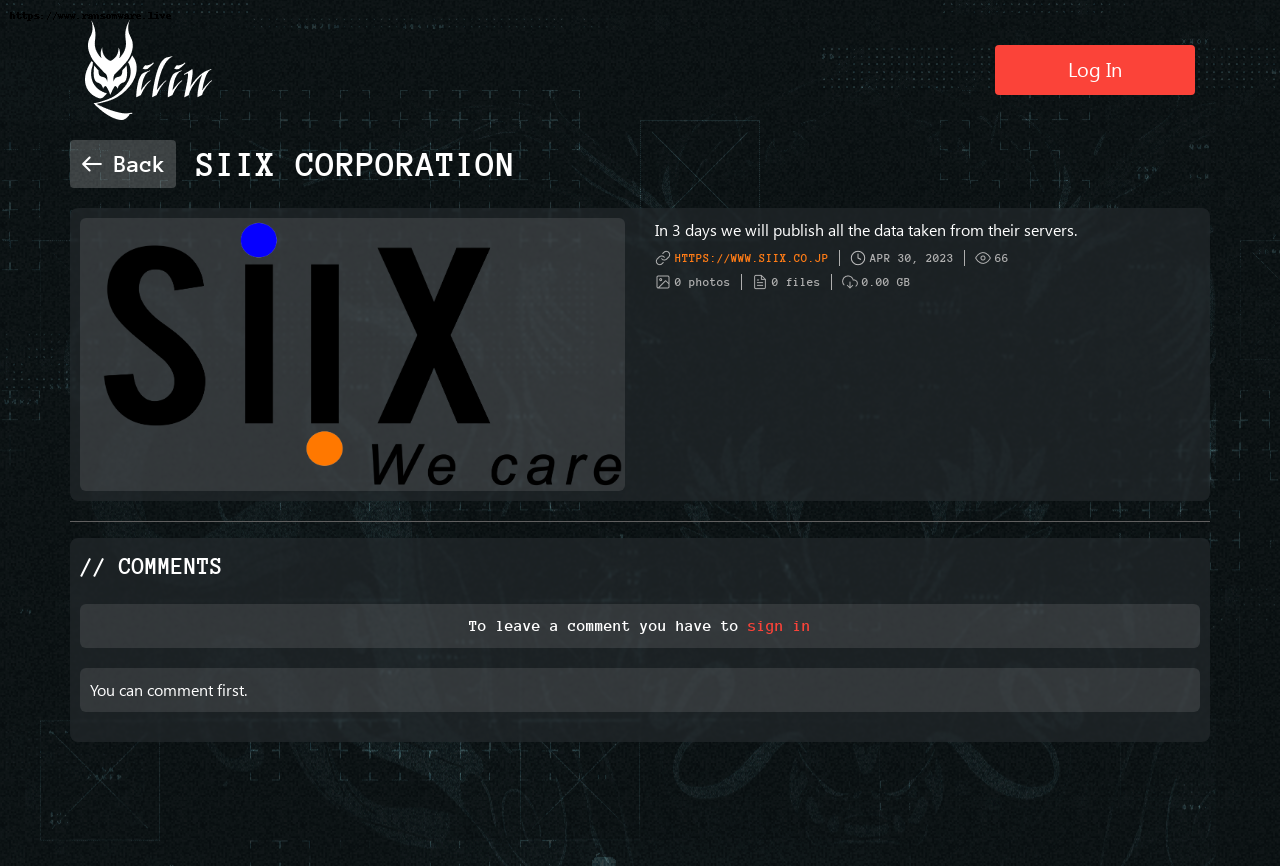 https://www.ransomware.live
Qilin
Log In
← Back
SIIX CORPORATION
SiiX
We care
In 3 days we will publish all the data taken from their servers.
HTTPS://WWW.SIIX.CO.JP | APR 30, 2023 | 66
0 photos | 0 files | 0.00 GB
// COMMENTS
To leave a comment you have to sign in
You can comment first.